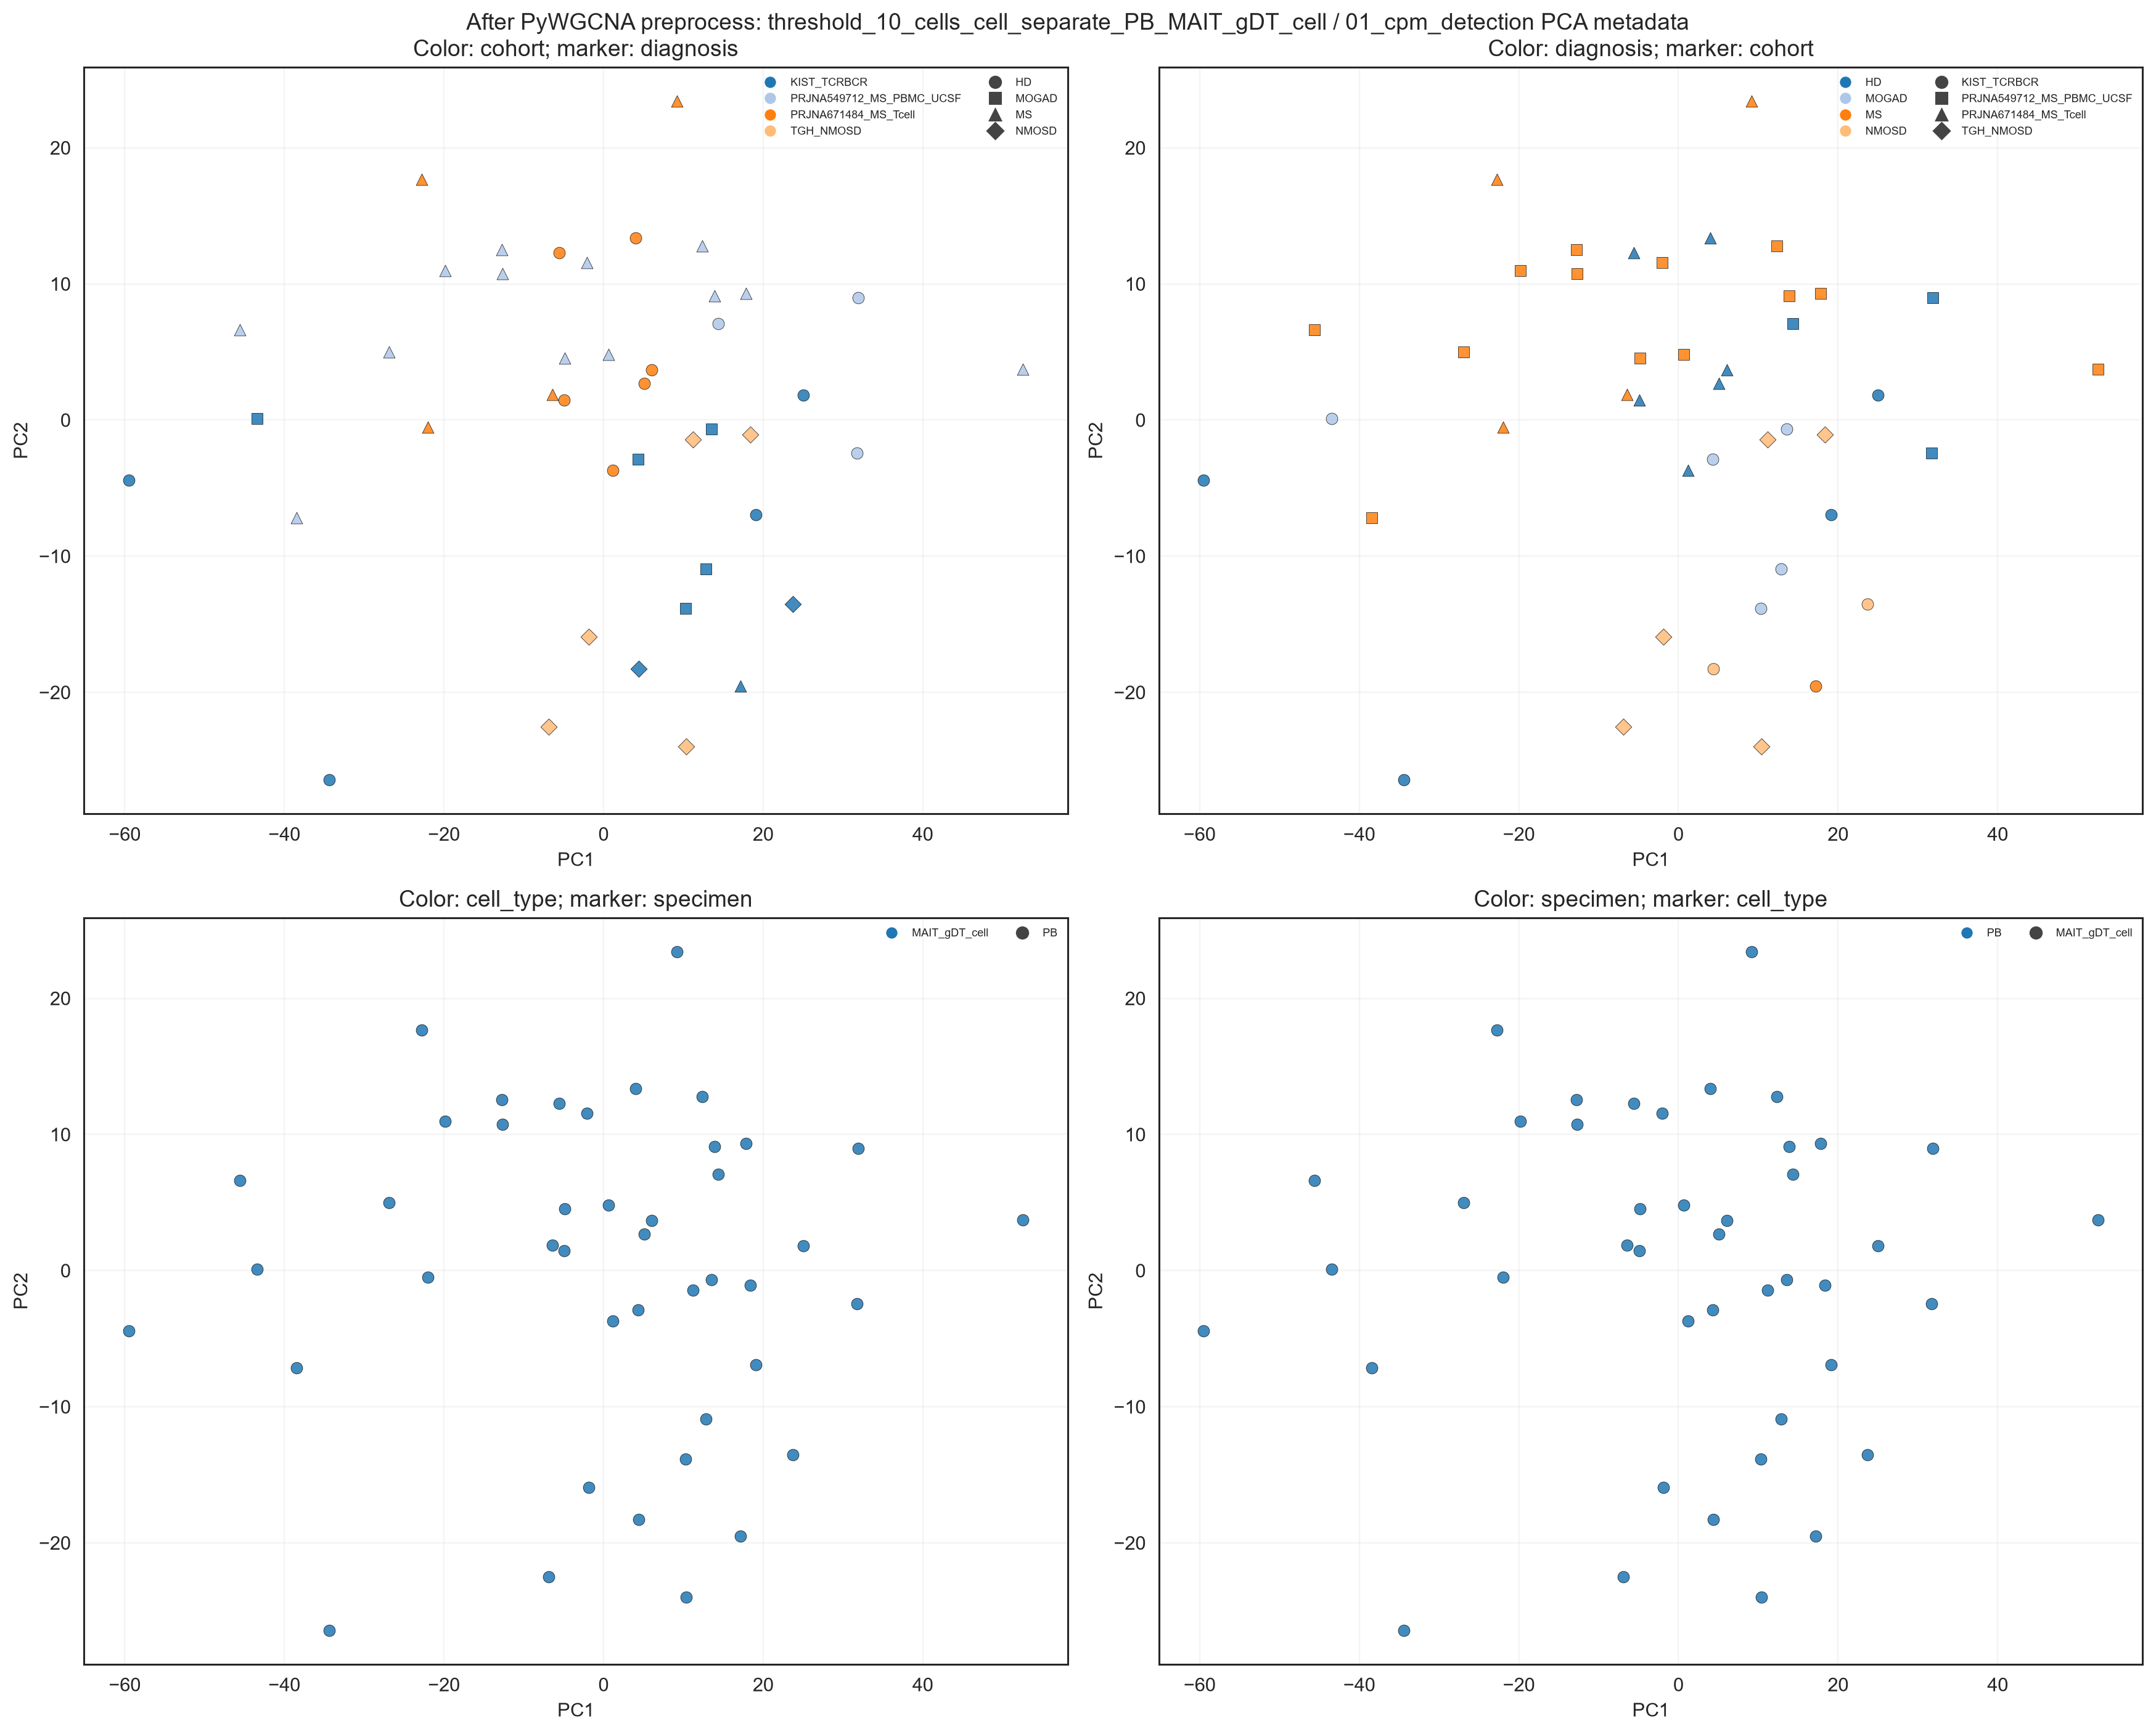 After PyWGCNA preprocess: threshold_10_cells_cell_separate_PB_MAIT_gDT_cell / 01_cpm_detection PCA metadata
Color: cohort; marker: diagnosis
KIST_TCRBCR
PRJNA549712_MS_PBMC_UCSF
PRJNA671484_MS_Tcell
TGH_NMOSD
HD
MOGAD
MS
NMOSD
20
10
0
−10
−20
PC2
−60 −40 −20 0 20 40
PC1
Color: diagnosis; marker: cohort
HD
MOGAD
MS
NMOSD
KIST_TCRBCR
PRJNA549712_MS_PBMC_UCSF
PRJNA671484_MS_Tcell
TGH_NMOSD
20
10
0
−10
−20
PC2
−60 −40 −20 0 20 40
PC1
Color: cell_type; marker: specimen
MAIT_gDT_cell
PB
20
10
0
−10
−20
PC2
−60 −40 −20 0 20 40
PC1
Color: specimen; marker: cell_type
PB
MAIT_gDT_cell
20
10
0
−10
−20
PC2
−60 −40 −20 0 20 40
PC1